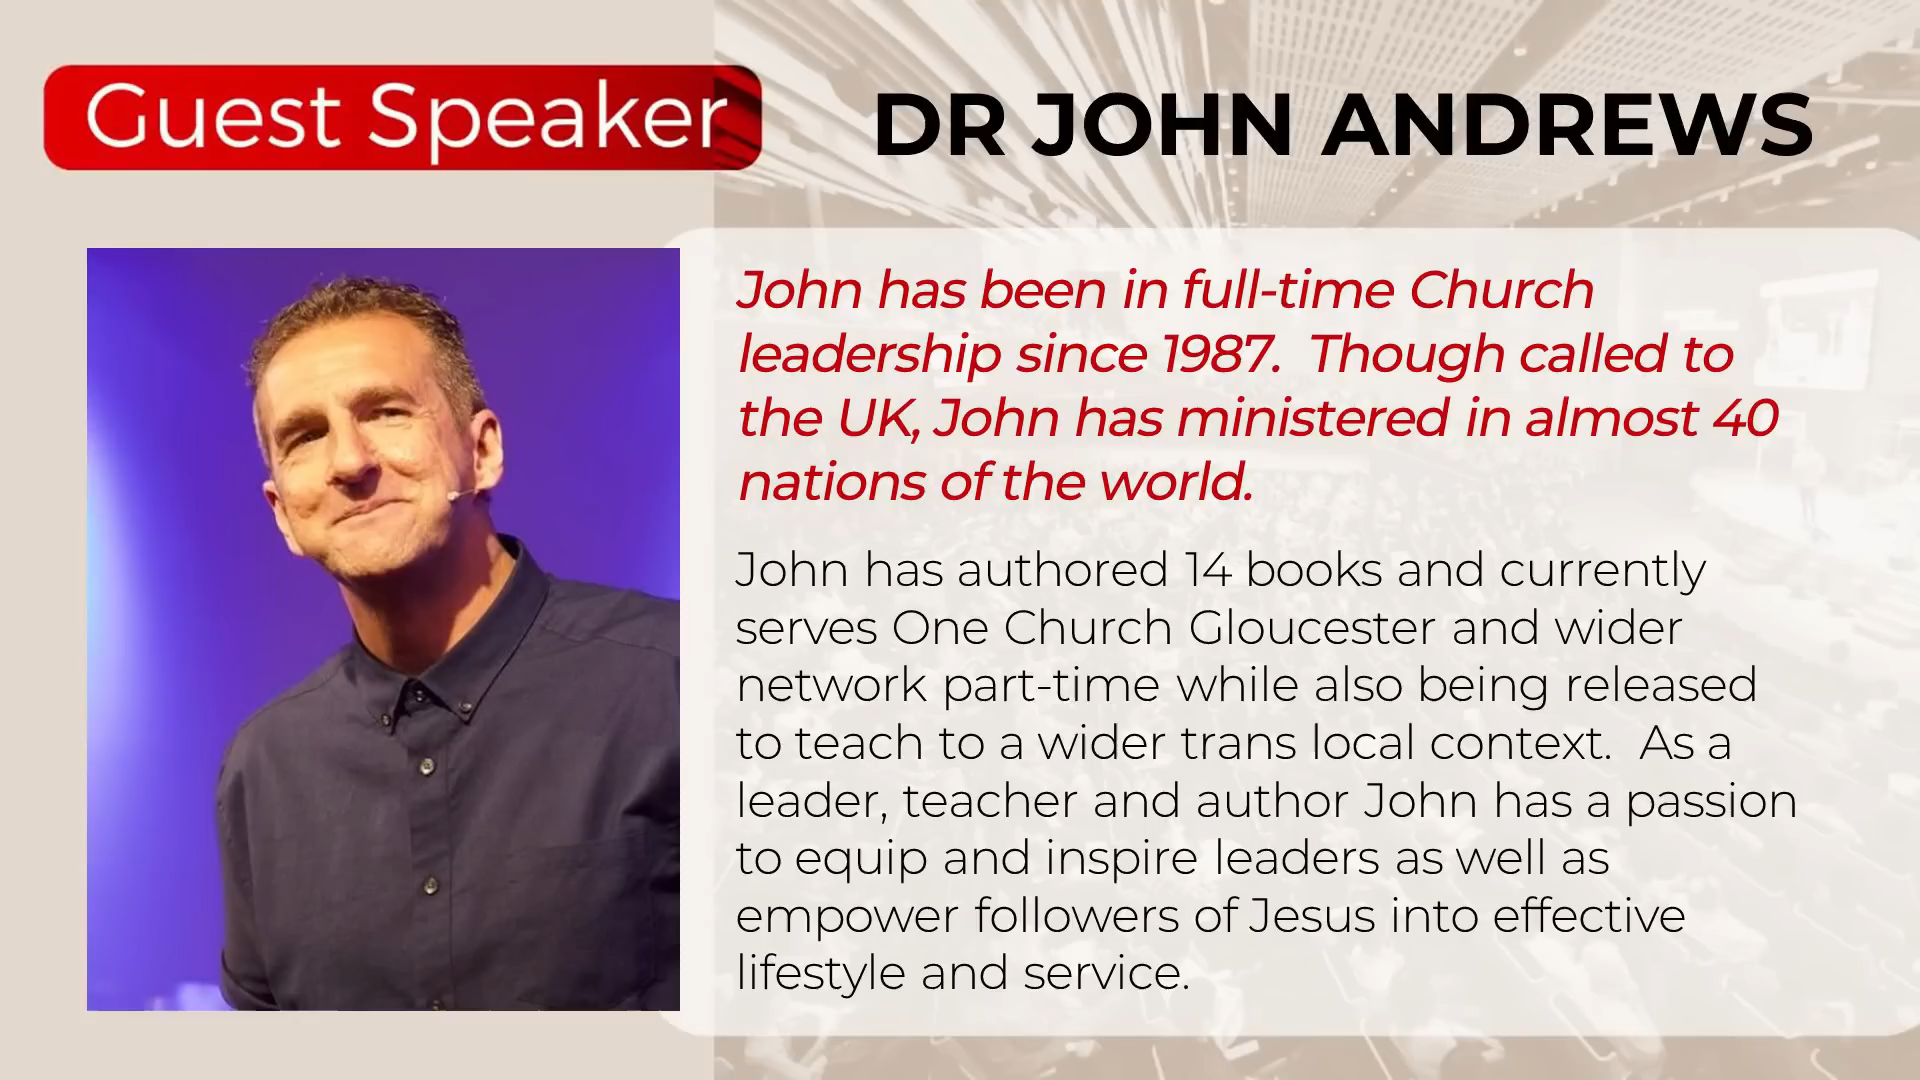 Guest Speaker
DR JOHN ANDREWS
John has been in full-time Church
leadership since 1987.  Though called to
the UK, John has ministered in almost 40
nations of the world.
John has authored 14 books and currently
serves One Church Gloucester and wider
network part-time while also being released
to teach to a wider trans local context.  As a
leader, teacher and author John has a passion
to equip and inspire leaders as well as
empower followers of Jesus into effective
lifestyle and service.